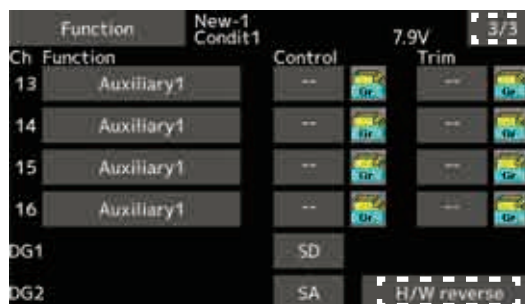 Function New-1 Condit1 7.9V 3/3
Ch Function Control Trim
13 Auxiliary1 -- Gr. -- Gr.
14 Auxiliary1 -- Gr. -- Gr.
15 Auxiliary1 -- Gr. -- Gr.
16 Auxiliary1 -- Gr. -- Gr.
DG1 SD
DG2 SA H/W reverse